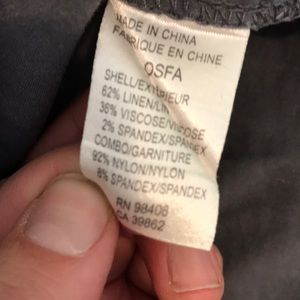 MADE IN CHINA
FABRIQUE EN CHINE
OSFA
SHELL/EXTERIEUR
62% LINEN/LIN
36% VISCOSE/VISCOSE
2% SPANDEX/SPANDEX
COMBO/GARNITURE
92% NYLON/NYLON
8% SPANDEX/SPANDEX
RN 98406
CA 39862